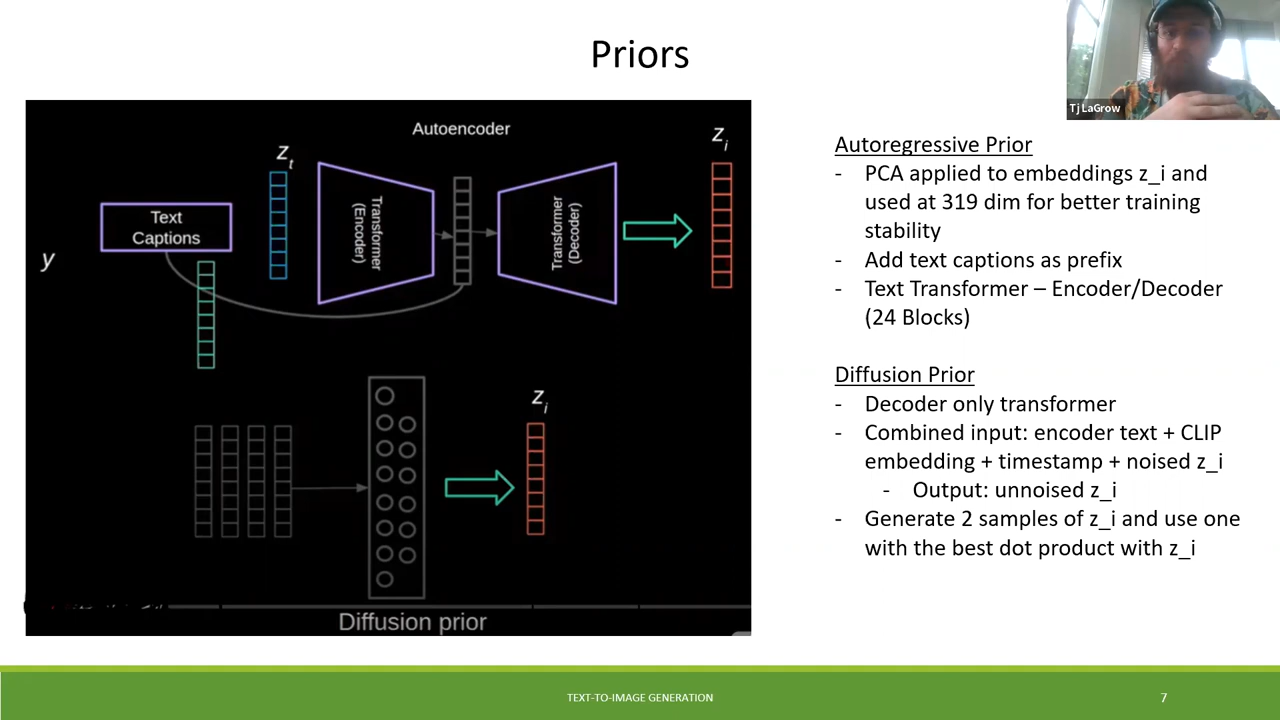 Priors
Tj LaGrow
Autoencoder
z_t
z_i
Text
Captions
Transformer
(Encoder)
Transformer
(Decoder)
y
z_i
Diffusion prior
Autoregressive Prior
- PCA applied to embeddings z_i and
used at 319 dim for better training
stability
- Add text captions as prefix
- Text Transformer – Encoder/Decoder
(24 Blocks)
Diffusion Prior
- Decoder only transformer
- Combined input: encoder text + CLIP
embedding + timestamp + noised z_i
- Output: unnoised z_i
- Generate 2 samples of z_i and use one
with the best dot product with z_i
TEXT-TO-IMAGE GENERATION
7